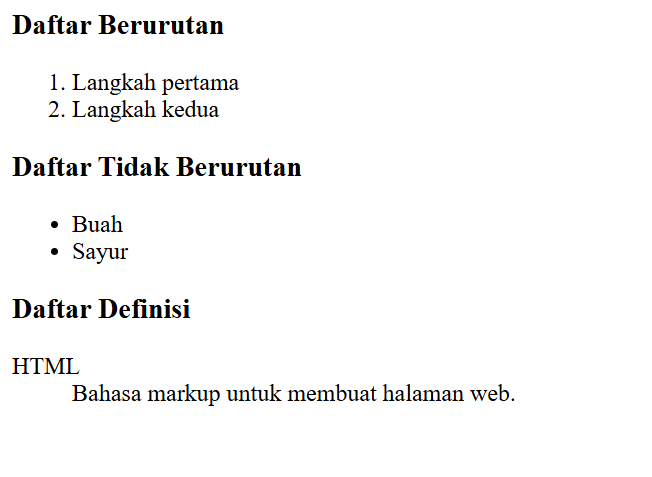 Daftar Berurutan
1. Langkah pertama
2. Langkah kedua
Daftar Tidak Berurutan
• Buah
• Sayur
Daftar Definisi
HTML
Bahasa markup untuk membuat halaman web.